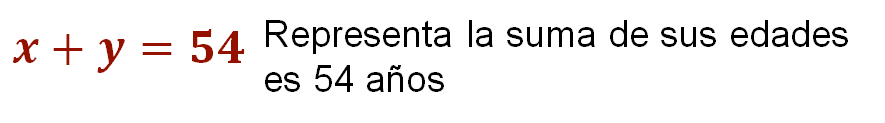 x + y = 54 Representa la suma de sus edades
es 54 años